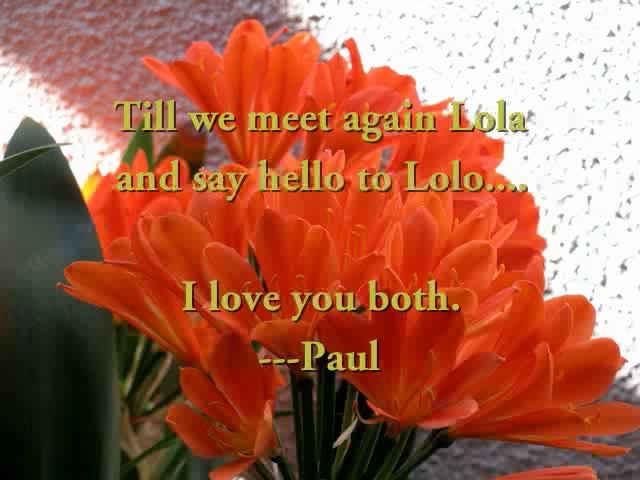 Till we meet again Lola
and say hello to Lolo....
I love you both.
---Paul